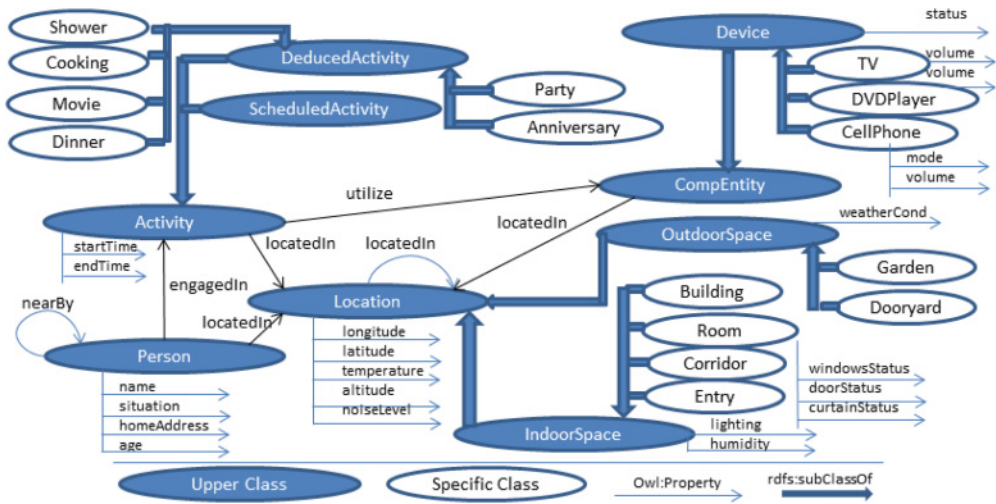 Shower
Cooking
Movie
Dinner
DeducedActivity
ScheduledActivity
Party
Anniversary
Device
status
TV
volume
volume
DVDPlayer
CellPhone
mode
volume
CompEntity
utilize
Activity
startTime
endTime
locatedIn
locatedIn
locatedIn
weatherCond
OutdoorSpace
Garden
Dooryard
engagedIn
nearBy
locatedIn
Location
longitude
latitude
temperature
altitude
noiseLevel
Person
name
situation
homeAddress
age
Building
Room
Corridor
Entry
windowsStatus
doorStatus
curtainStatus
IndoorSpace
lighting
humidity
Upper Class
Specific Class
Owl:Property
rdfs:subClassOf